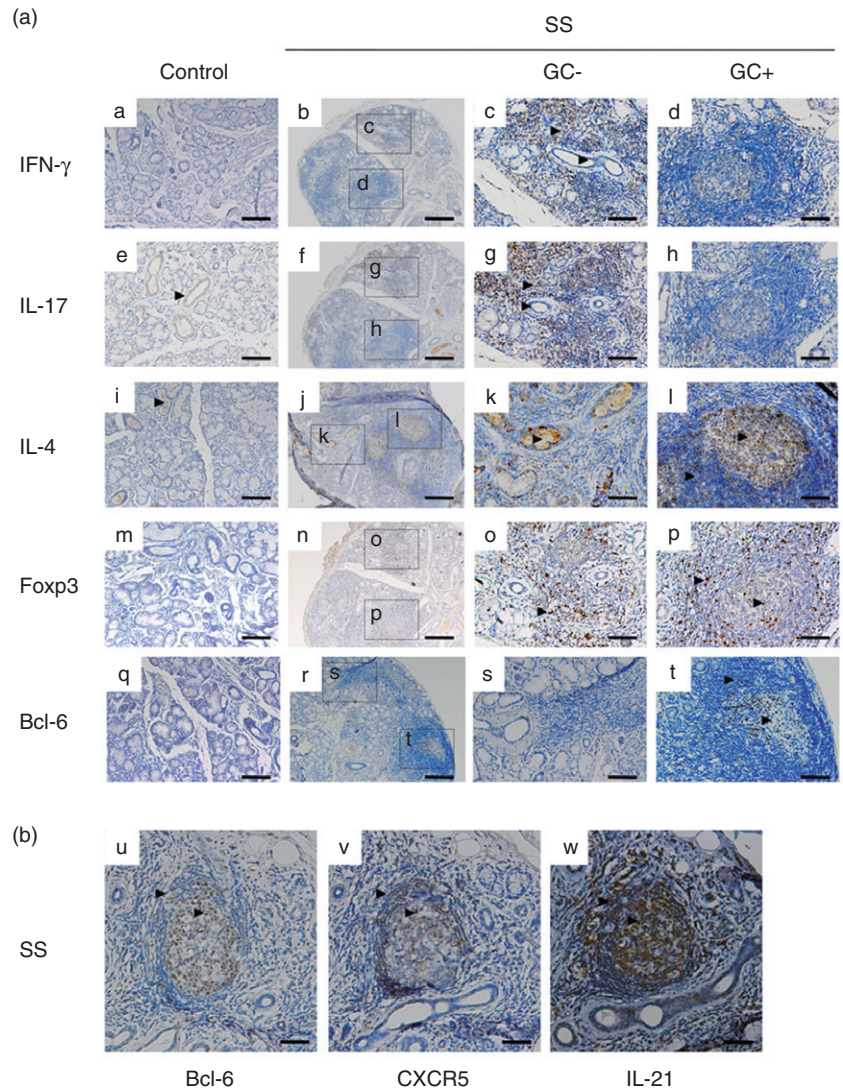 (a)
SS
Control GC- GC+
IFN-γ a b c d c d
IL-17 e f g h g h
IL-4 i j k l k l
Foxp3 m n o p o p
Bcl-6 q r s t s t
(b)
SS u v w
Bcl-6 CXCR5 IL-21